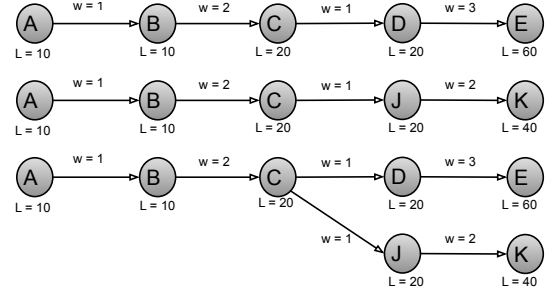 w = 1 w = 2 w = 1 w = 3
A B C D E
L = 10 L = 10 L = 20 L = 20 L = 60
w = 1 w = 2 w = 1 w = 2
A B C J K
L = 10 L = 10 L = 20 L = 20 L = 40
w = 1 w = 2 w = 1 w = 3
A B C D E
L = 10 L = 10 L = 20 L = 20 L = 60
w = 1 w = 2
J K
L = 20 L = 40